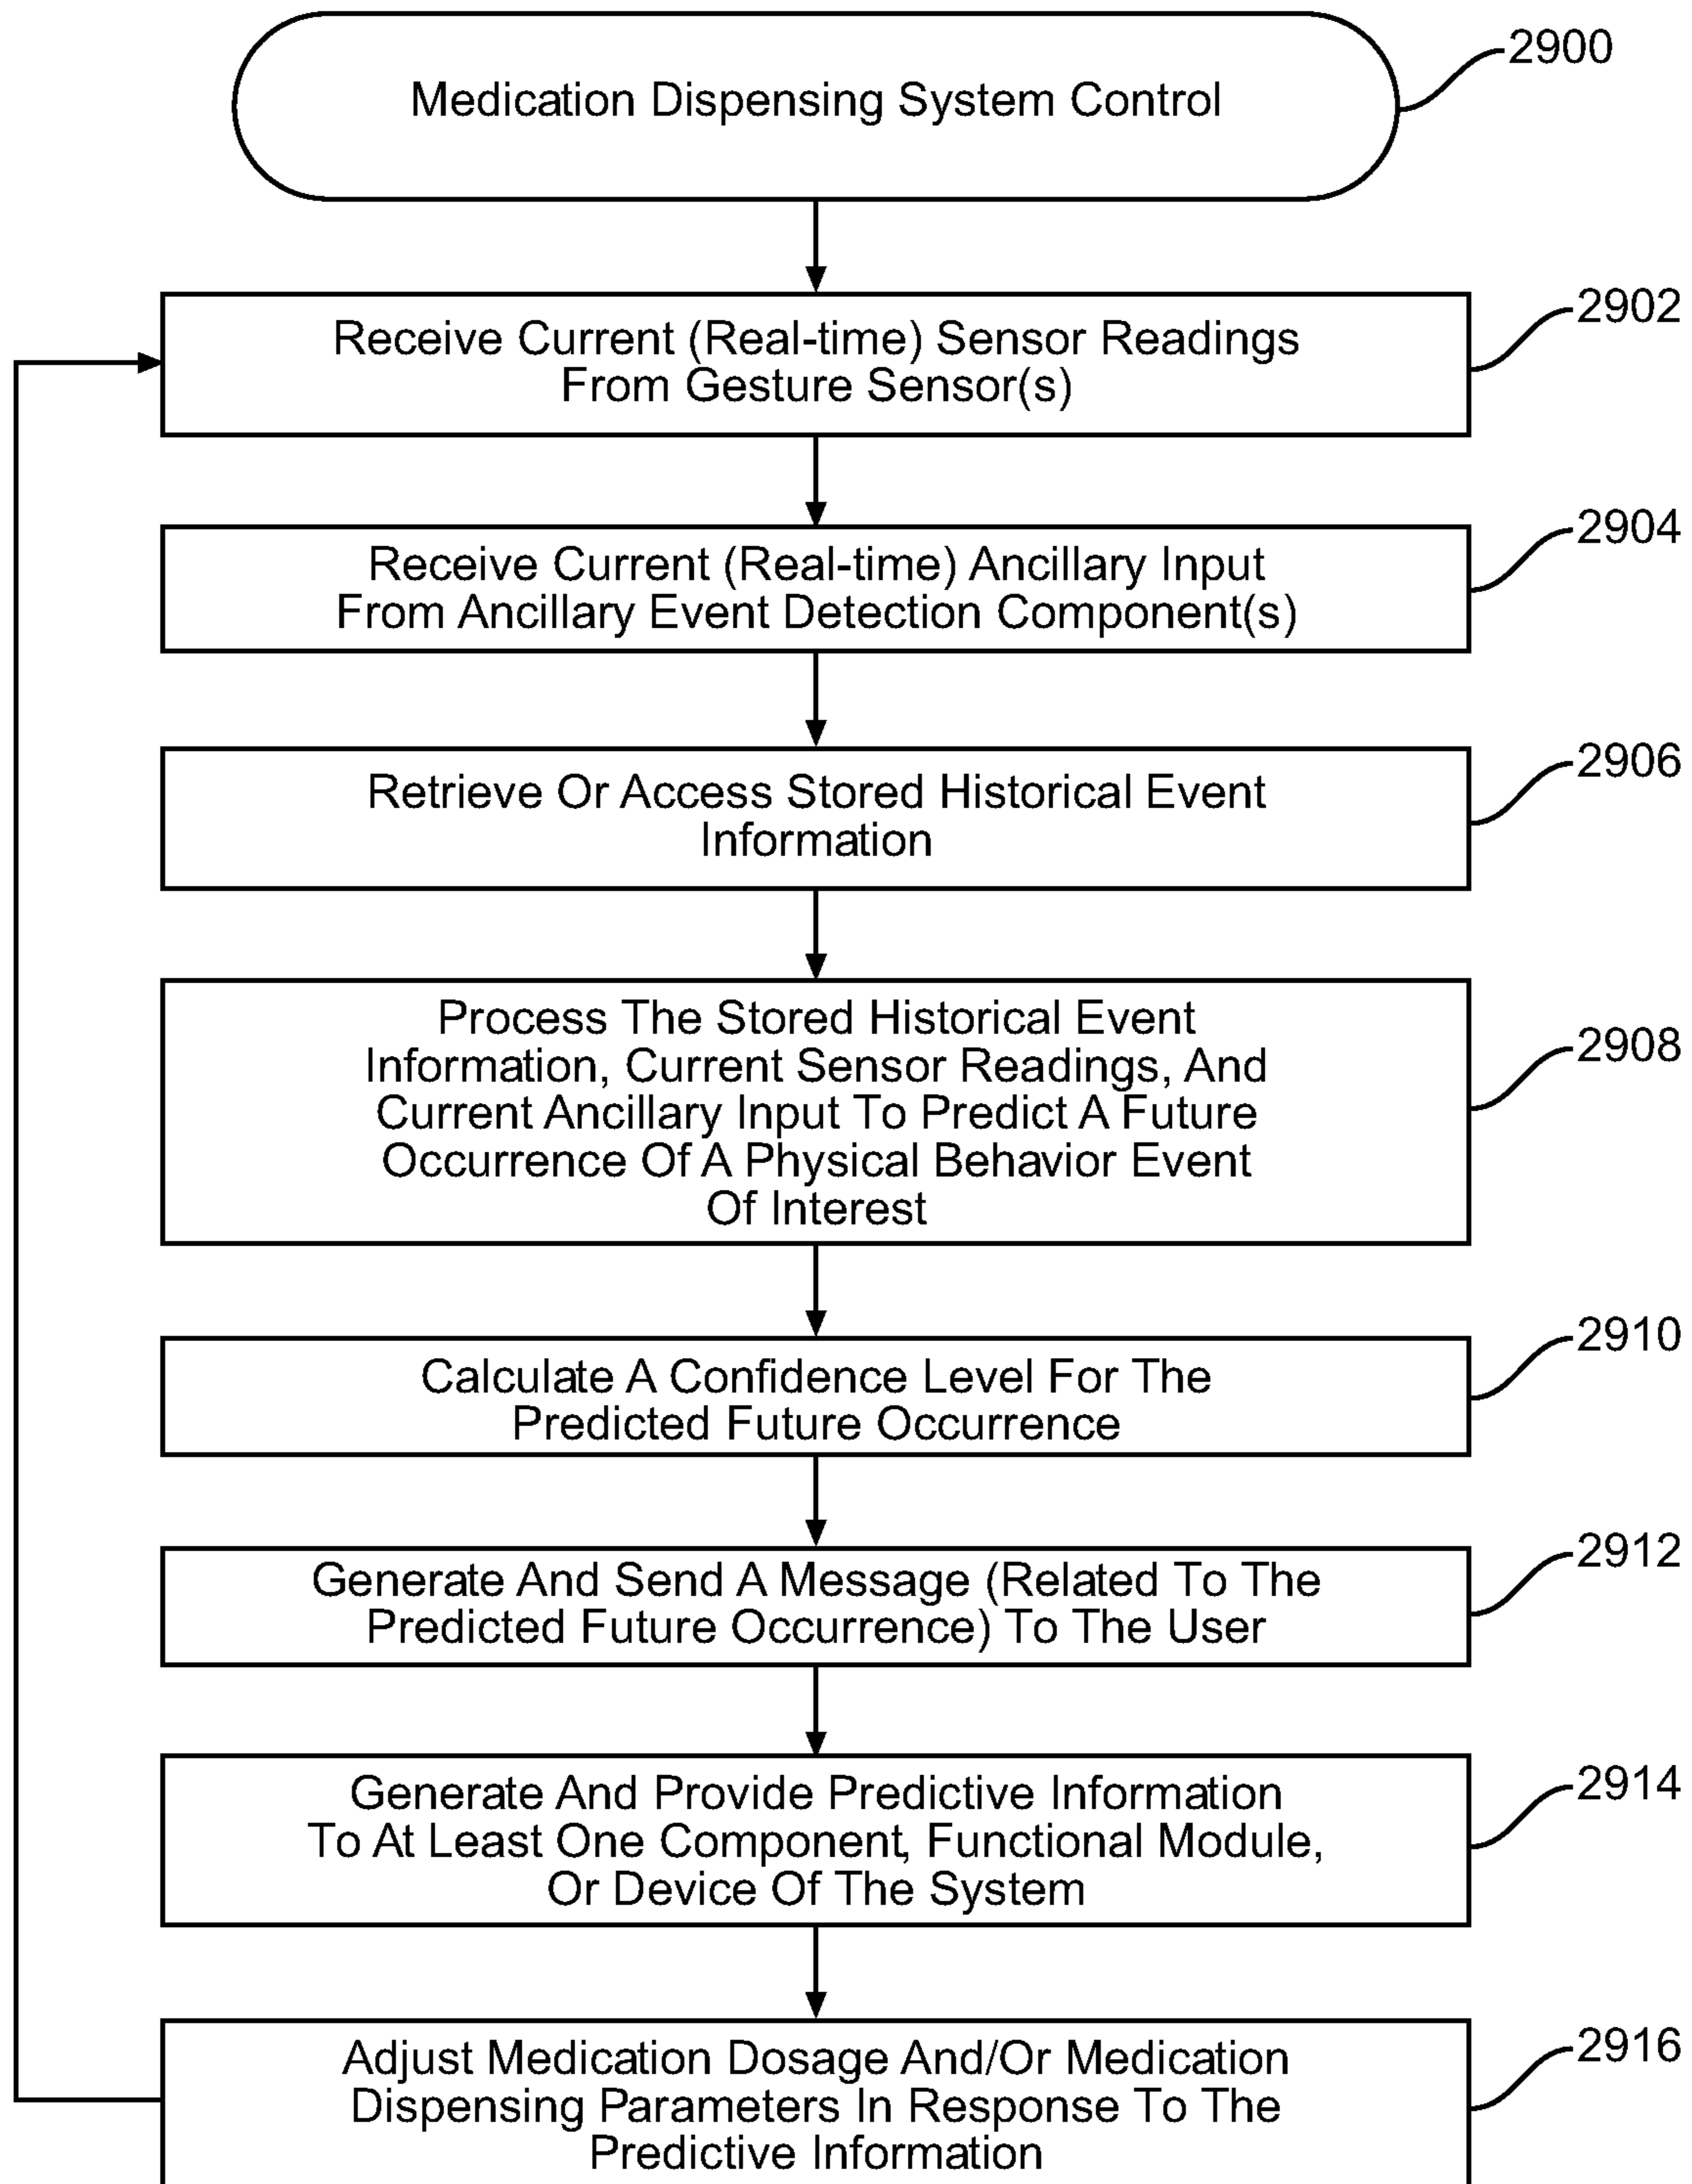 Medication Dispensing System Control
2900
Receive Current (Real-time) Sensor Readings
From Gesture Sensor(s)
2902
Receive Current (Real-time) Ancillary Input
From Ancillary Event Detection Component(s)
2904
Retrieve Or Access Stored Historical Event
Information
2906
Process The Stored Historical Event
Information, Current Sensor Readings, And
Current Ancillary Input To Predict A Future
Occurrence Of A Physical Behavior Event
Of Interest
2908
Calculate A Confidence Level For The
Predicted Future Occurrence
2910
Generate And Send A Message (Related To The
Predicted Future Occurrence) To The User
2912
Generate And Provide Predictive Information
To At Least One Component, Functional Module,
Or Device Of The System
2914
Adjust Medication Dosage And/Or Medication
Dispensing Parameters In Response To The
Predictive Information
2916